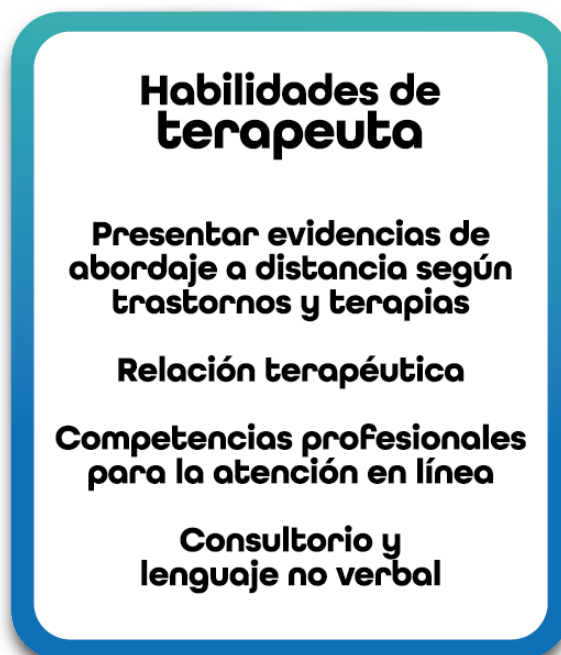 Habilidades de
terapeuta
Presentar evidencias de
abordaje a distancia según
trastornos y terapias
Relación terapéutica
Competencias profesionales
para la atención en línea
Consultorio y
lenguaje no verbal